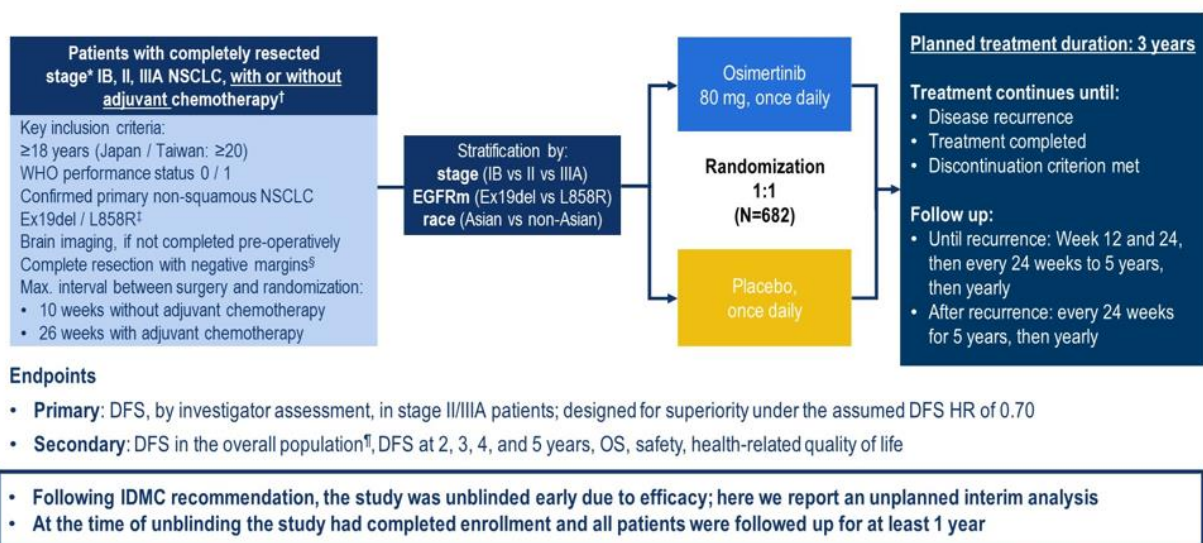 Patients with completely resected
stage* IB, II, IIIA NSCLC, with or without
adjuvant chemotherapy†
Key inclusion criteria:
≥18 years (Japan / Taiwan: ≥20)
WHO performance status 0 / 1
Confirmed primary non-squamous NSCLC
Ex19del / L858R‡
Brain imaging, if not completed pre-operatively
Complete resection with negative margins§
Max. interval between surgery and randomization:
• 10 weeks without adjuvant chemotherapy
• 26 weeks with adjuvant chemotherapy
Stratification by:
stage (IB vs II vs IIIA)
EGFRm (Ex19del vs L858R)
race (Asian vs non-Asian)
Osimertinib
80 mg, once daily
Randomization
1:1
(N=682)
Placebo,
once daily
Planned treatment duration: 3 years
Treatment continues until:
• Disease recurrence
• Treatment completed
• Discontinuation criterion met
Follow up:
• Until recurrence: Week 12 and 24,
then every 24 weeks to 5 years,
then yearly
• After recurrence: every 24 weeks
for 5 years, then yearly
Endpoints
• Primary: DFS, by investigator assessment, in stage II/IIIA patients; designed for superiority under the assumed DFS HR of 0.70
• Secondary: DFS in the overall population¶, DFS at 2, 3, 4, and 5 years, OS, safety, health-related quality of life
• Following IDMC recommendation, the study was unblinded early due to efficacy; here we report an unplanned interim analysis
• At the time of unblinding the study had completed enrollment and all patients were followed up for at least 1 year